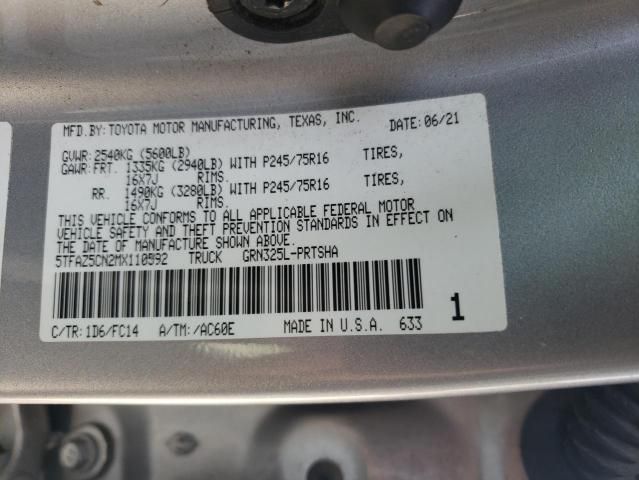 MFD.BY: TOYOTA MOTOR MANUFACTURING, TEXAS, INC. DATE: 06/21
GVWR: 2540KG (5600LB)
GAWR: FRT. 1335KG (2940LB) WITH P245/75R16 TIRES,
16X7J RIMS.
RR. 1490KG (3280LB) WITH P245/75R16 TIRES,
16X7J RIMS.
THIS VEHICLE CONFORMS TO ALL APPLICABLE FEDERAL MOTOR
VEHICLE SAFETY AND THEFT PREVENTION STANDARDS IN EFFECT ON
THE DATE OF MANUFACTURE SHOWN ABOVE.
5TFAZ5CN2MX110592 TRUCK GRN325L-PRTSHA
C/TR: 1D6/FC14 A/TM: /AC60E MADE IN U.S.A. 633 1